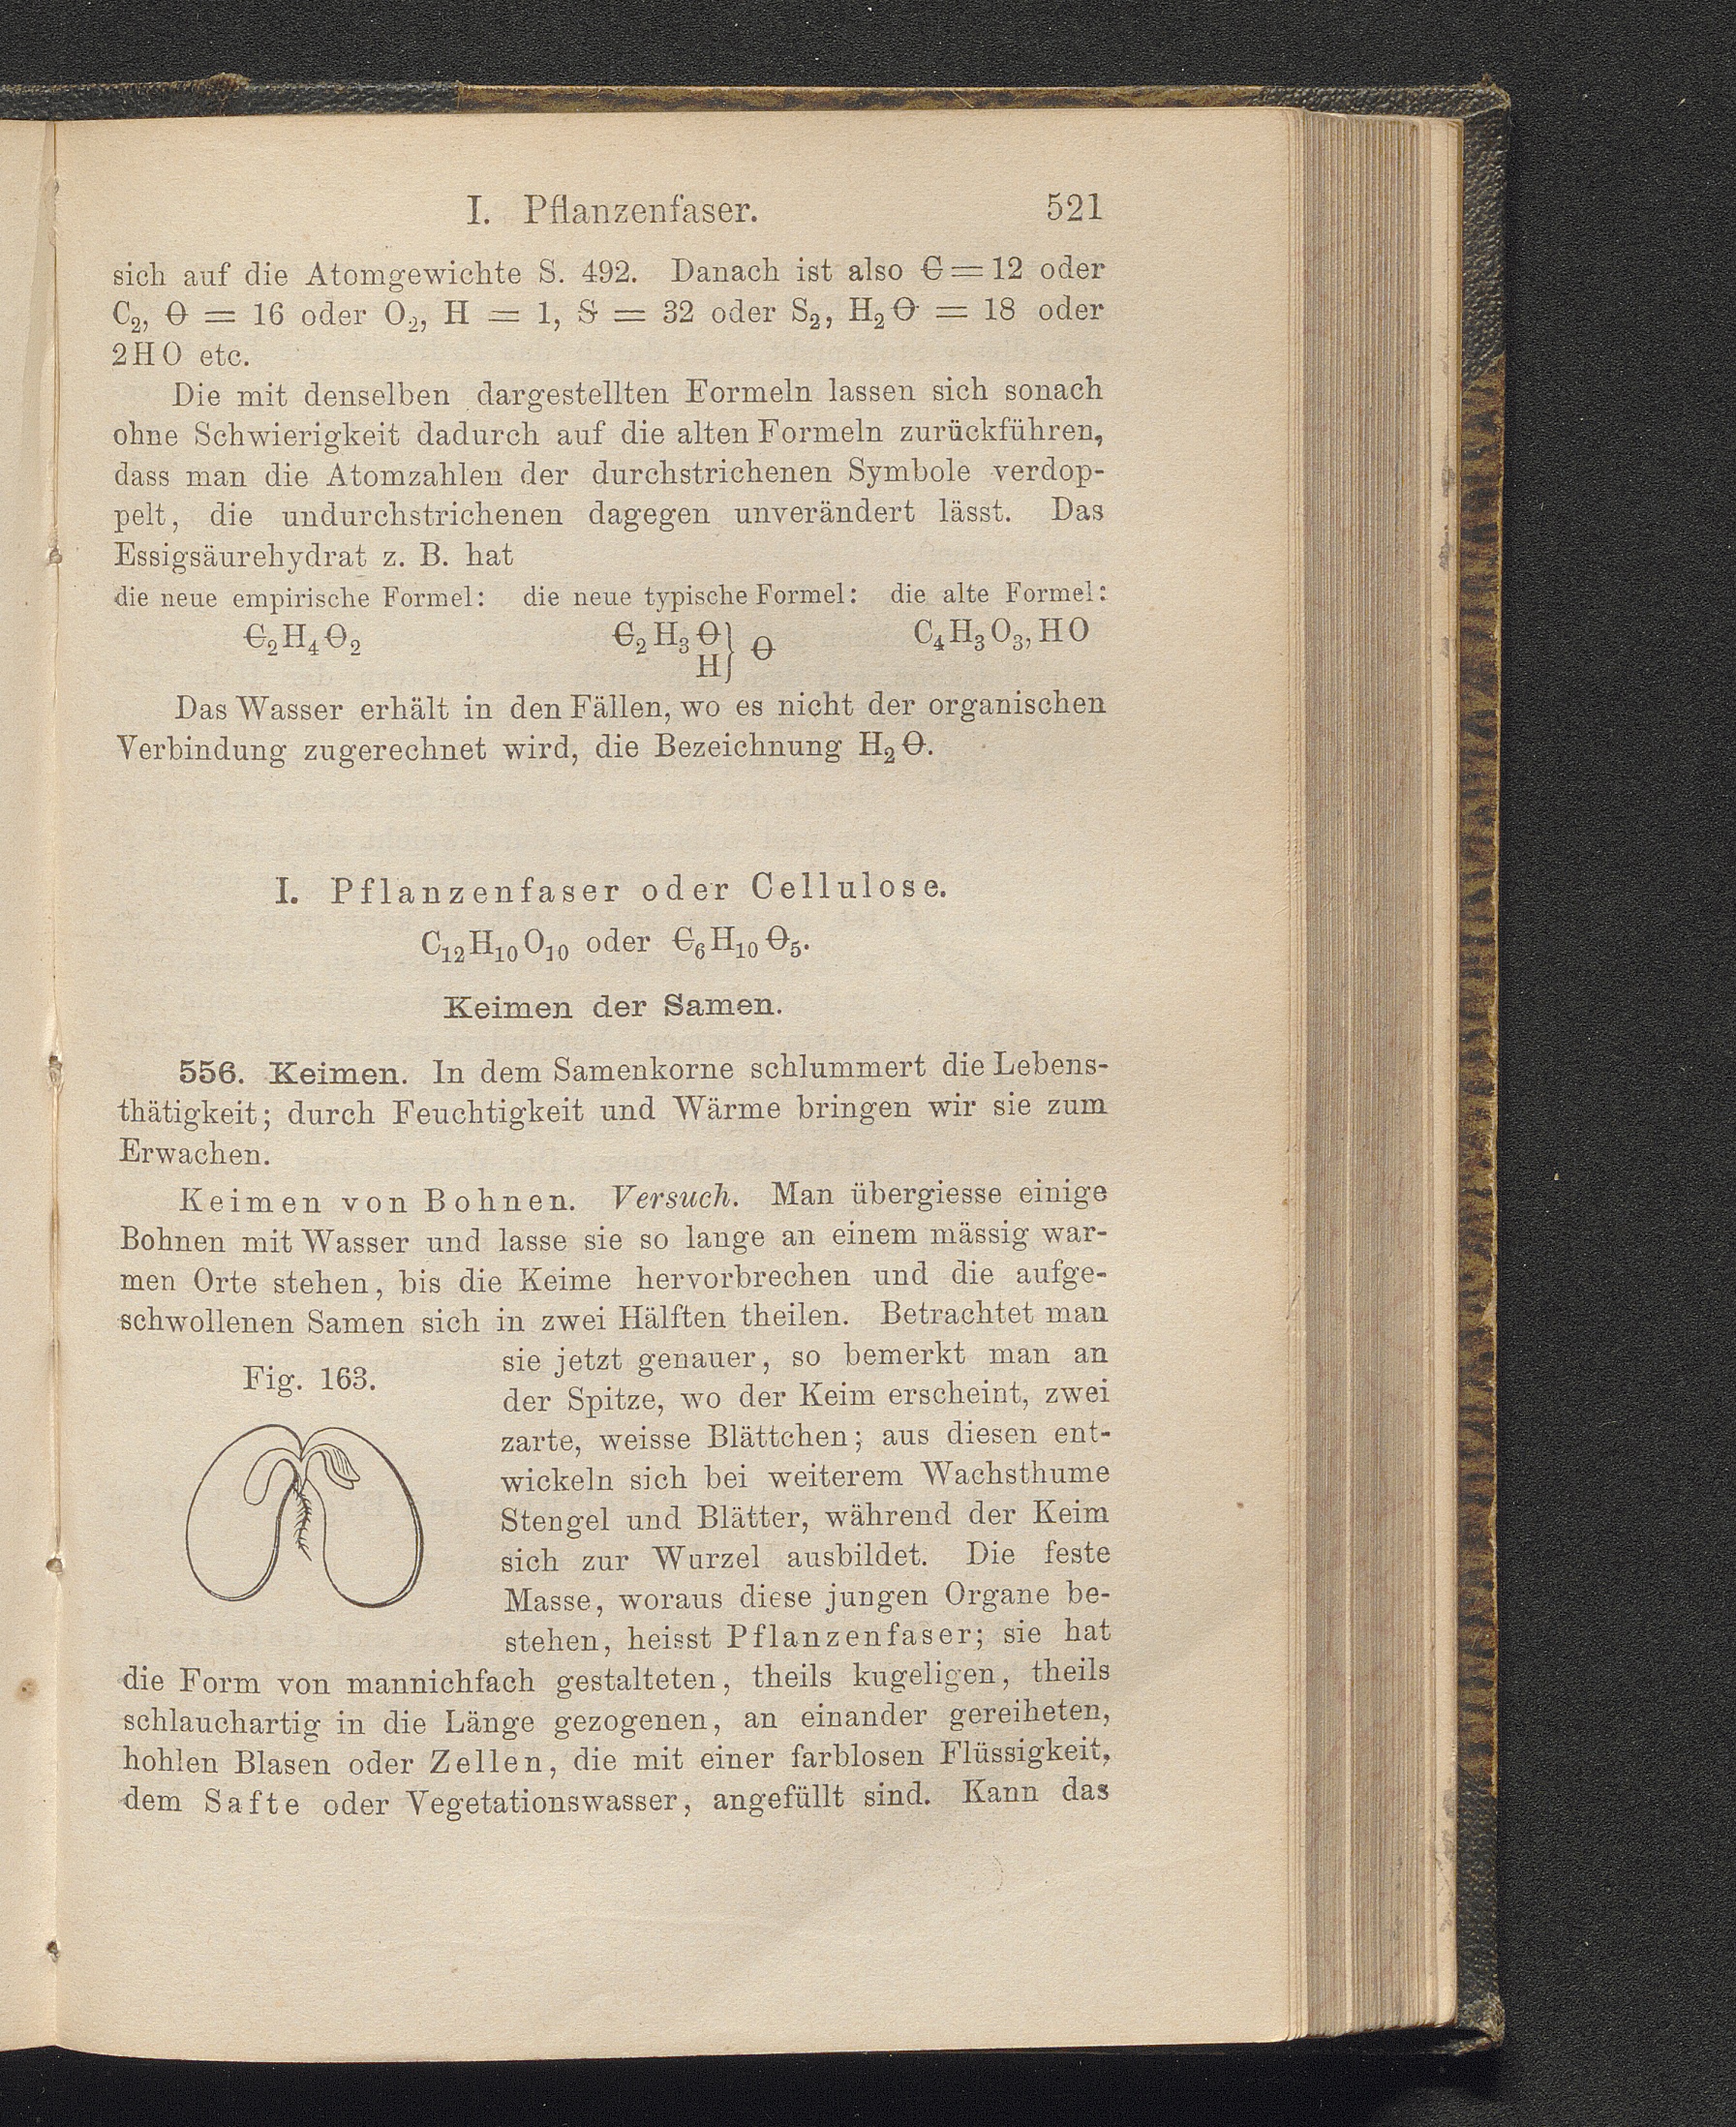 I. Pflanzenfaser. 521
sich auf die Atomgewichte S. 492. Danach ist also C̶ = 12 oder
C₂, O̶ = 16 oder O₂, H = 1, S̶ = 32 oder S₂, H₂O̶ = 18 oder
2HO etc.
Die mit denselben dargestellten Formeln lassen sich sonach
ohne Schwierigkeit dadurch auf die alten Formeln zurückführen,
dass man die Atomzahlen der durchstrichenen Symbole verdop-
pelt, die undurchstrichenen dagegen unverändert lässt. Das
Essigsäurehydrat z. B. hat
die neue empirische Formel: die neue typische Formel: die alte Formel:
C̶₂H₄O̶₂ C̶₂H₃O̶} O̶ C₄H₃O₃, HO
H}
Das Wasser erhält in den Fällen, wo es nicht der organischen
Verbindung zugerechnet wird, die Bezeichnung H₂O̶.
I. Pflanzenfaser oder Cellulose.
C₁₂H₁₀O₁₀ oder C̶₆H₁₀O̶₅.
Keimen der Samen.
556. Keimen. In dem Samenkorne schlummert die Lebens-
thätigkeit; durch Feuchtigkeit und Wärme bringen wir sie zum
Erwachen.
Keimen von Bohnen. Versuch. Man übergiesse einige
Bohnen mit Wasser und lasse sie so lange an einem mässig war-
men Orte stehen, bis die Keime hervorbrechen und die aufge-
schwollenen Samen sich in zwei Hälften theilen. Betrachtet man
Fig. 163.
sie jetzt genauer, so bemerkt man an
der Spitze, wo der Keim erscheint, zwei
zarte, weisse Blättchen; aus diesen ent-
wickeln sich bei weiterem Wachsthume
Stengel und Blätter, während der Keim
sich zur Wurzel ausbildet. Die feste
Masse, woraus diese jungen Organe be-
stehen, heisst Pflanzenfaser; sie hat
die Form von mannichfach gestalteten, theils kugeligen, theils
schlauchartig in die Länge gezogenen, an einander gereiheten,
hohlen Blasen oder Zellen, die mit einer farblosen Flüssigkeit,
dem Safte oder Vegetationswasser, angefüllt sind. Kann das